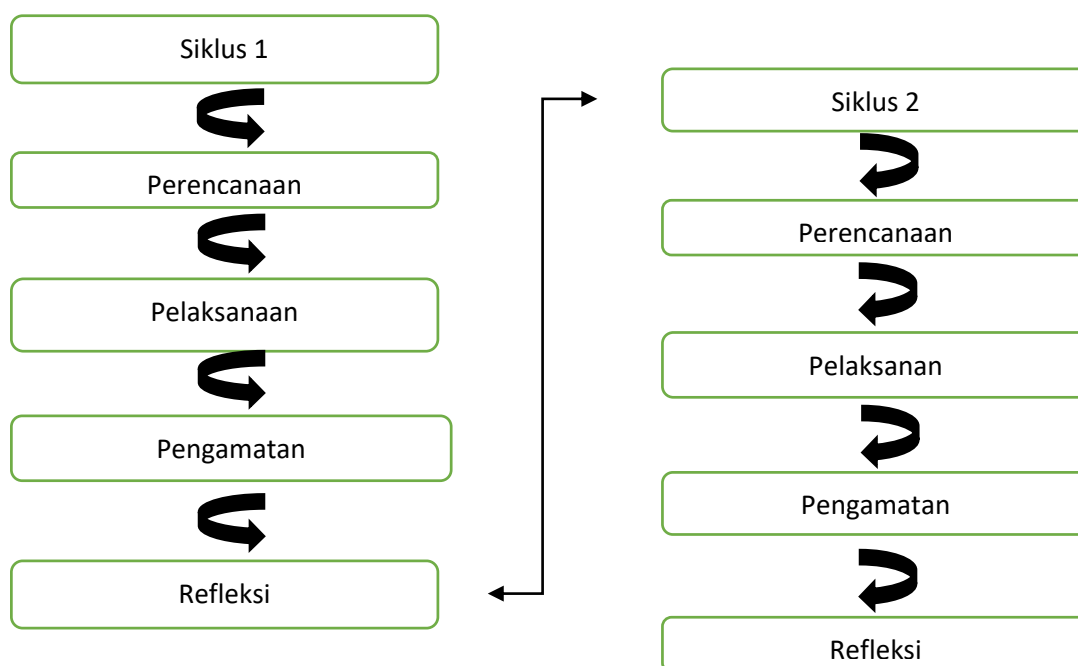 Siklus 1
Perencanaan
Pelaksanaan
Pengamatan
Refleksi
Siklus 2
Perencanaan
Pelaksanan
Pengamatan
Refleksi